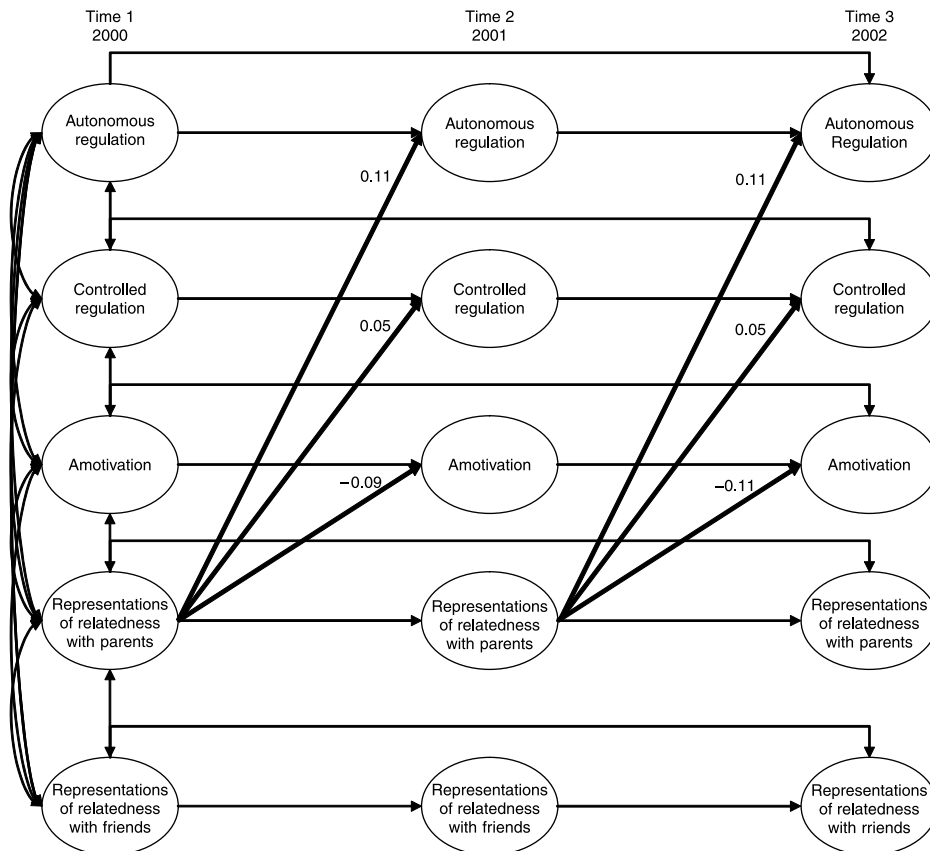 Time 1
2000
Time 2
2001
Time 3
2002
Autonomous
regulation
Autonomous
regulation
Autonomous
Regulation
0.11
0.11
Controlled
regulation
Controlled
regulation
Controlled
regulation
0.05
0.05
Amotivation
Amotivation
Amotivation
−0.09
−0.11
Representations
of relatedness
with parents
Representations
of relatedness
with parents
Representations
of relatedness
with parents
Representations
of relatedness
with friends
Representations
of relatedness
with friends
Representations
of relatedness
with rriends